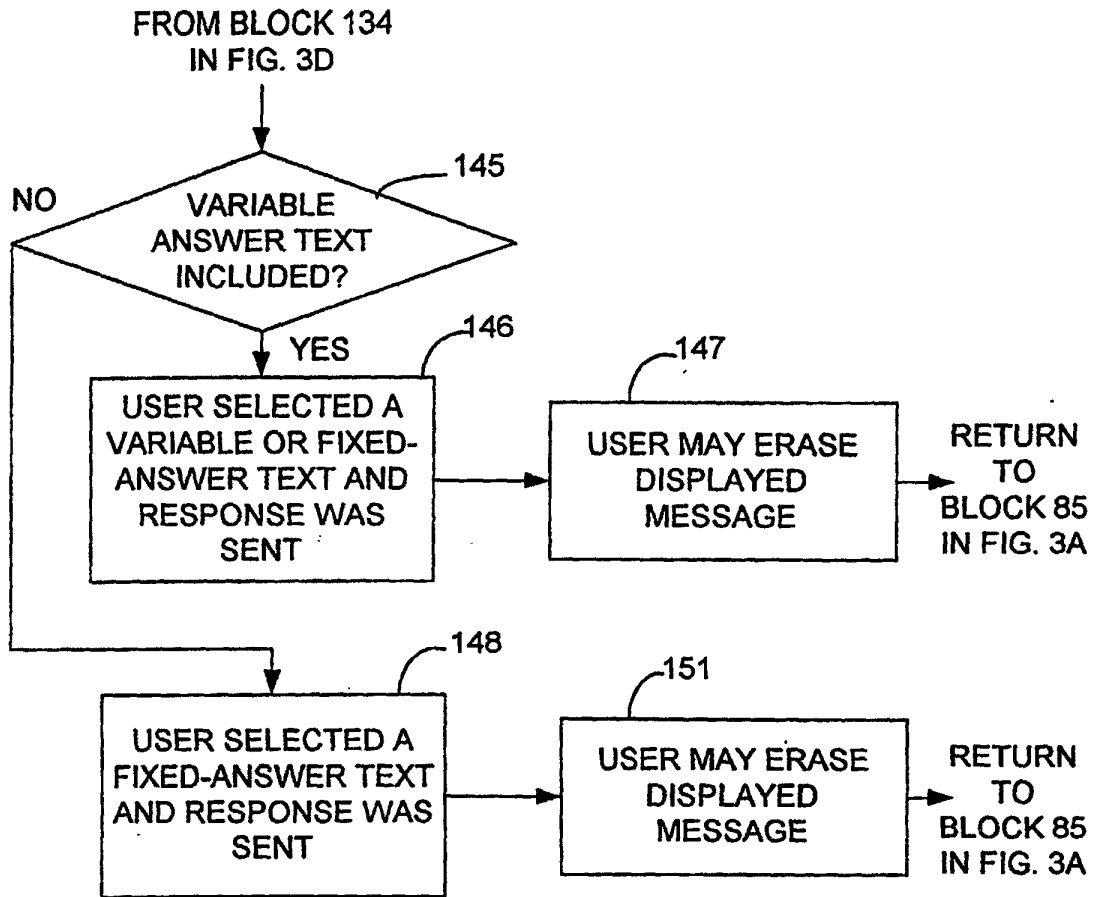 FROM BLOCK 134
IN FIG. 3D
145
NO
VARIABLE
ANSWER TEXT
INCLUDED?
YES
146
USER SELECTED A
VARIABLE OR FIXED-
ANSWER TEXT AND
RESPONSE WAS
SENT
147
USER MAY ERASE
DISPLAYED
MESSAGE
RETURN
TO
BLOCK 85
IN FIG. 3A
148
USER SELECTED A
FIXED-ANSWER TEXT
AND RESPONSE WAS
SENT
151
USER MAY ERASE
DISPLAYED
MESSAGE
RETURN
TO
BLOCK 85
IN FIG. 3A